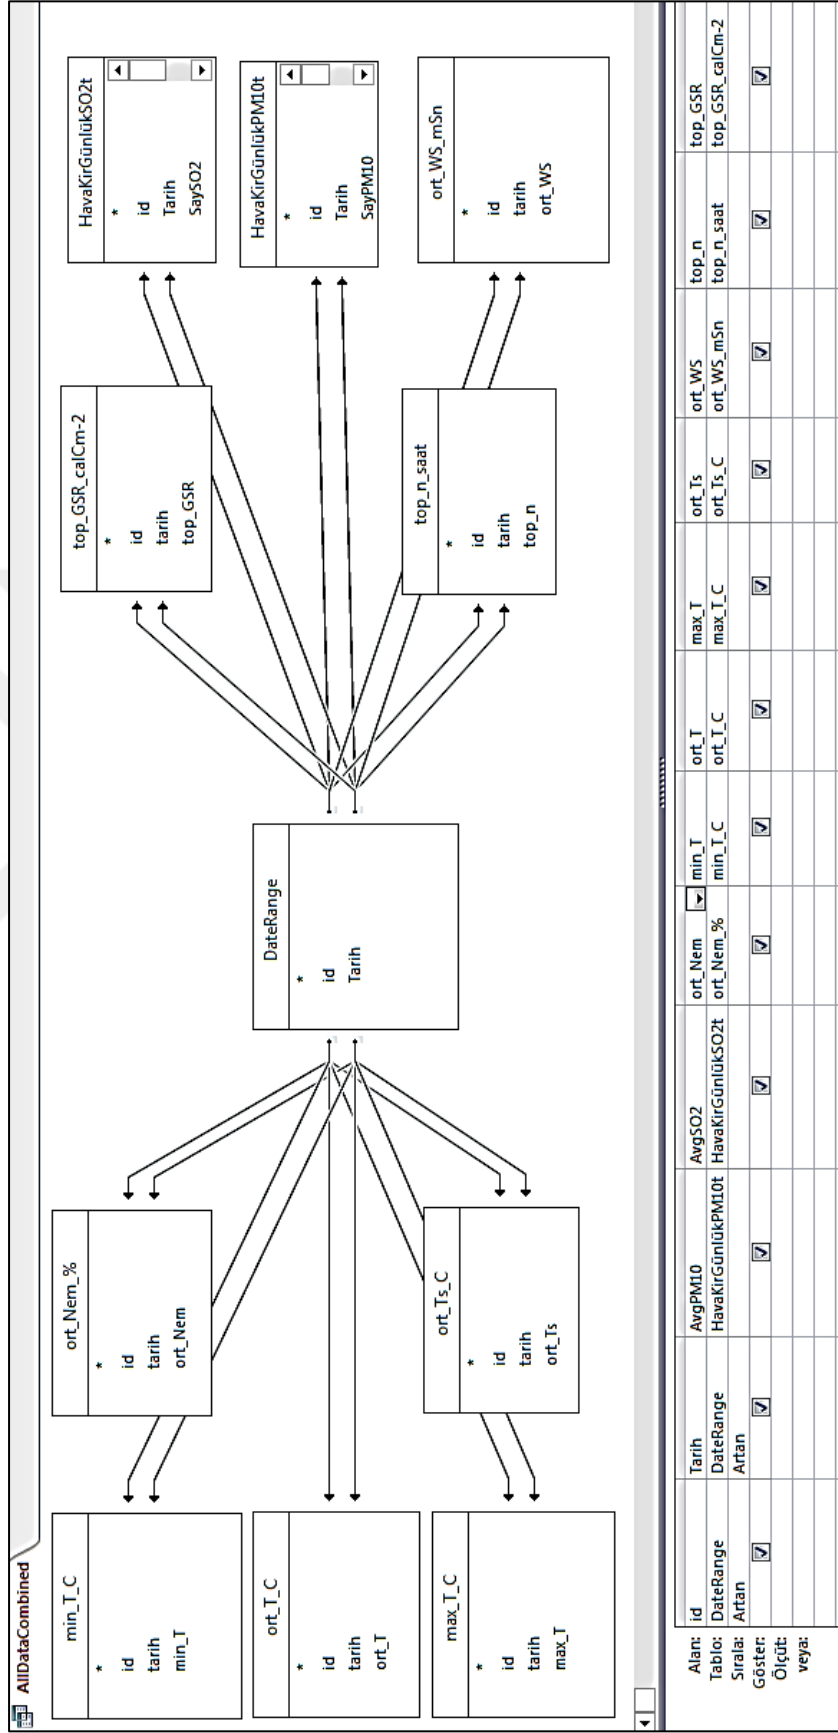 AllDataCombined
min_T_C
*
id
tarih
min_T
ort_T_C
*
id
tarih
ort_T
max_T_C
*
id
tarih
max_T
ort_Nem_%
*
id
tarih
ort_Nem
ort_Ts_C
*
id
tarih
ort_Ts
DateRange
*
id
Tarih
top_GSR_calCm-2
*
id
tarih
top_GSR
top_n_saat
*
id
tarih
top_n
HavaKirGünlükSO2t
*
id
Tarih
SaySO2
HavaKirGünlükPM10t
*
id
Tarih
SayPM10
ort_WS_mSn
*
id
tarih
ort_WS
Alan: id Tarih AvgPM10 AvgSO2 ort_Nem min_T ort_T max_T ort_Ts ort_WS top_n top_GSR
Tablo: DateRange DateRange HavaKirGünlükPM10t HavaKirGünlükSO2t ort_Nem_% min_T_C ort_T_C max_T_C ort_Ts_C ort_WS_mSn top_n_saat top_GSR_calCm-2
Sırala: Artan Artan
Göster:
Ölçüt:
veya: